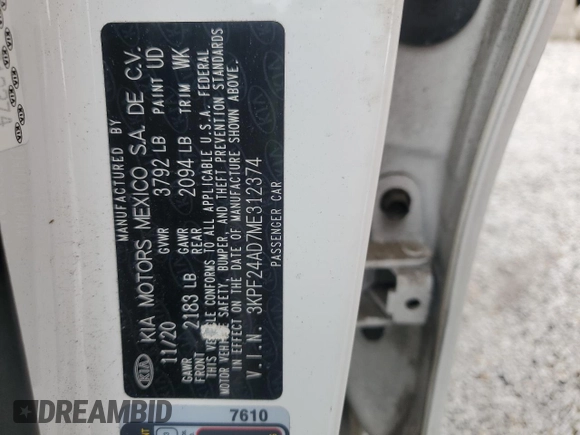 MANUFACTURED BY
KIA KIA MOTORS MEXICO S.A. DE C.V.
11/20 GVWR 3792 LB PAINT UD
GAWR FRONT 2183 LB GAWR REAR 2094 LB TRIM WK
THIS VEHICLE CONFORMS TO ALL APPLICABLE U.S.A. FEDERAL
MOTOR VEHICLE SAFETY, BUMPER, AND THEFT PREVENTION STANDARDS
IN EFFECT ON THE DATE OF MANUFACTURE SHOWN ABOVE.
V.I.N. 3KPF24AD7ME312374
PASSENGER CAR
7610
DREAMBID